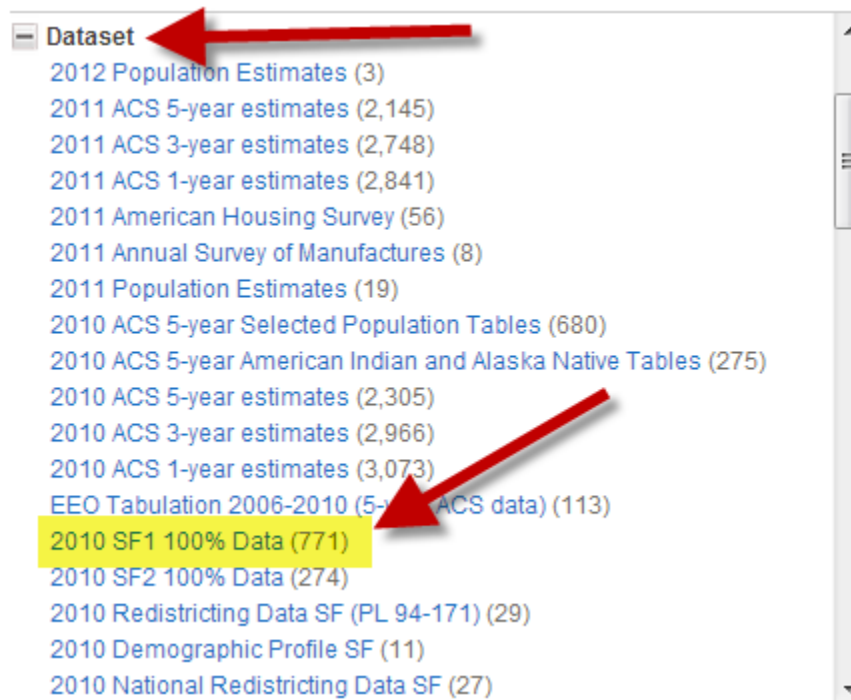 Dataset
2012 Population Estimates (3)
2011 ACS 5-year estimates (2,145)
2011 ACS 3-year estimates (2,748)
2011 ACS 1-year estimates (2,841)
2011 American Housing Survey (56)
2011 Annual Survey of Manufactures (8)
2011 Population Estimates (19)
2010 ACS 5-year Selected Population Tables (680)
2010 ACS 5-year American Indian and Alaska Native Tables (275)
2010 ACS 5-year estimates (2,305)
2010 ACS 3-year estimates (2,966)
2010 ACS 1-year estimates (3,073)
EEO Tabulation 2006-2010 (5-year ACS data) (113)
2010 SF1 100% Data (771)
2010 SF2 100% Data (274)
2010 Redistricting Data SF (PL 94-171) (29)
2010 Demographic Profile SF (11)
2010 National Redistricting Data SF (27)